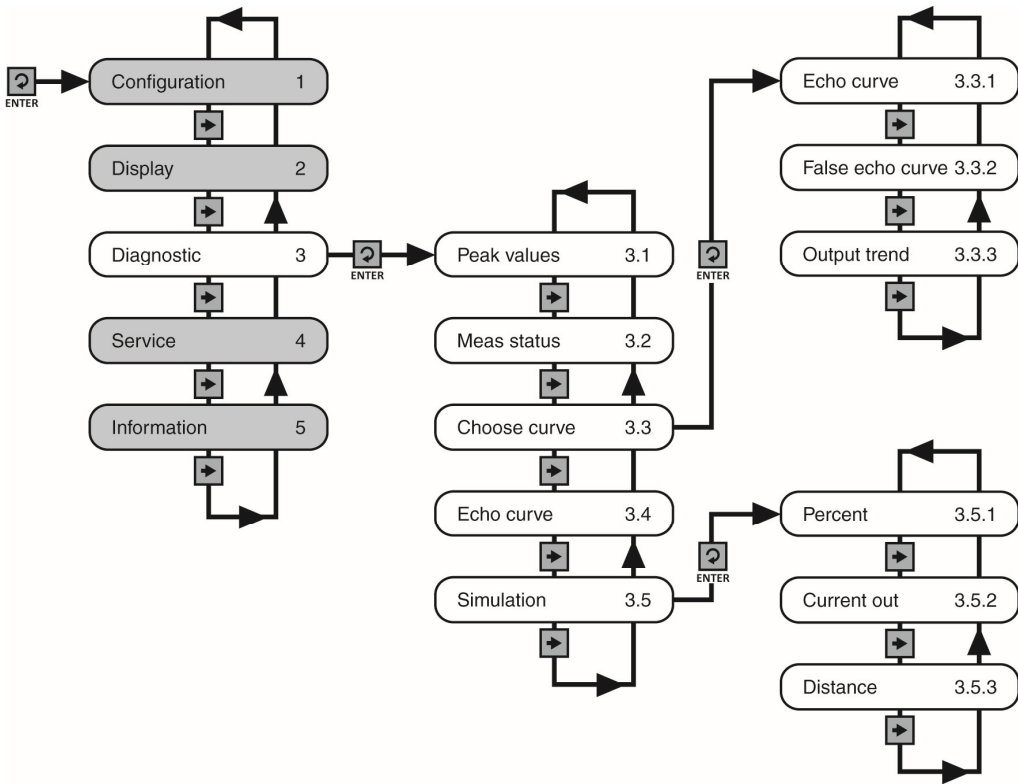 ENTER
Configuration 1
Display 2
Diagnostic 3
Service 4
Information 5
ENTER
Peak values 3.1
Meas status 3.2
Choose curve 3.3
Echo curve 3.4
Simulation 3.5
ENTER
Echo curve 3.3.1
False echo curve 3.3.2
Output trend 3.3.3
ENTER
Percent 3.5.1
Current out 3.5.2
Distance 3.5.3